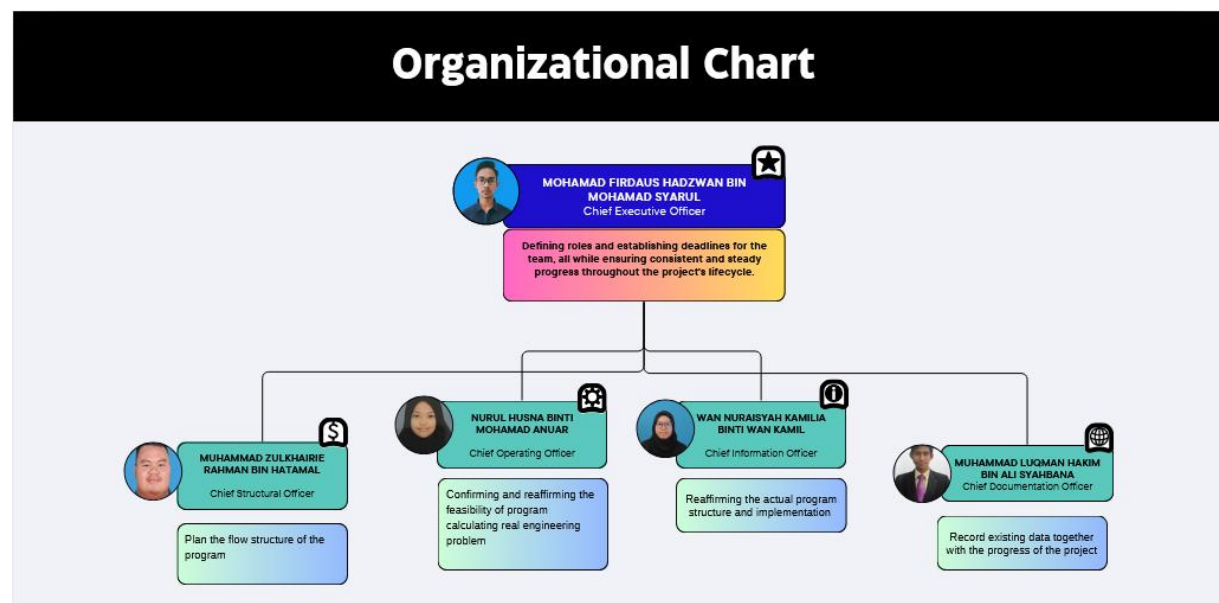 Organizational Chart
MOHAMAD FIRDAUS HADZWAN BIN
MOHAMAD SYARUL
Chief Executive Officer
Defining roles and establishing deadlines for the
team, all while ensuring consistent and steady
progress throughout the project's lifecycle.
MUHAMMAD ZULKHAIRIE
RAHMAN BIN HATAMAL
Chief Structural Officer
Plan the flow structure of the
program
NURUL HUSNA BINTI
MOHAMAD ANUAR
Chief Operating Officer
Confirming and reaffirming the
feasibility of program
calculating real engineering
problem
WAN NURAISYAH KAMILIA
BINTI WAN KAMIL
Chief Information Officer
Reaffirming the actual program
structure and implementation
MUHAMMAD LUQMAN HAKIM
BIN ALI SYAHBANA
Chief Documentation Officer
Record existing data together
with the progress of the project